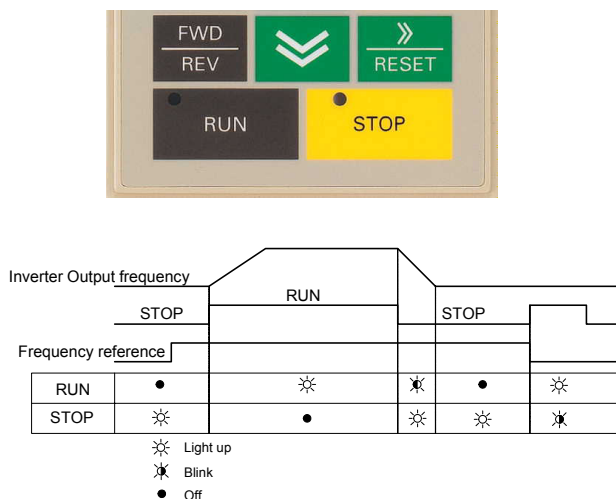 FWD
REV
RESET
RUN
STOP
Inverter Output frequency
RUN
STOP
STOP
Frequency reference
RUN
STOP
Light up
Blink
Off